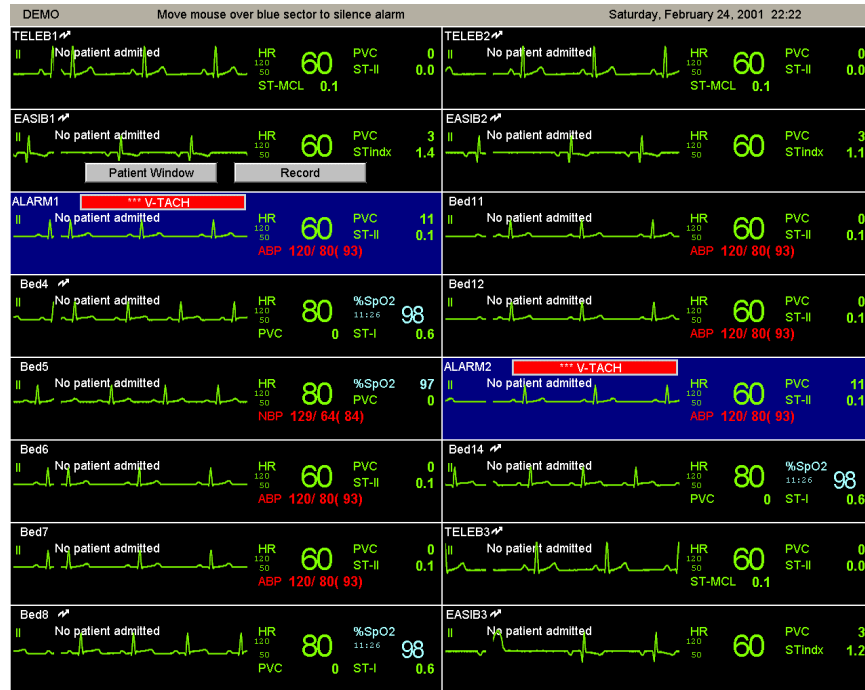 DEMO Move mouse over blue sector to silence alarm Saturday, February 24, 2001 22:22
TELEB1
II No patient admitted HR 120 50 60 PVC 0
ST-II 0.0
ST-MCL 0.1
TELEB2
II No patient admitted HR 120 50 60 PVC 0
ST-II 0.0
ST-MCL 0.1
EASIB1
II No patient admitted HR 120 50 60 PVC 3
STindx 1.4
Patient Window Record
EASIB2
II No patient admitted HR 120 50 60 PVC 3
STindx 1.1
ALARM1 *** V-TACH
II No patient admitted HR 120 50 60 PVC 11
ST-II 0.1
ABP 120/ 80( 93)
Bed11
II No patient admitted HR 120 50 60 PVC 0
ST-II 0.1
ABP 120/ 80( 93)
Bed4
II No patient admitted HR 120 50 80 %SpO2 98
11:26
PVC 0 ST-I 0.6
Bed12
II No patient admitted HR 120 50 60 PVC 0
ST-II 0.1
ABP 120/ 80( 93)
Bed5
II No patient admitted HR 120 50 80 %SpO2 97
PVC 0
NBP 129/ 64( 84)
ALARM2 *** V-TACH
II No patient admitted HR 120 50 60 PVC 11
ST-II 0.1
ABP 120/ 80( 93)
Bed6
II No patient admitted HR 120 50 60 PVC 0
ST-II 0.1
ABP 120/ 80( 93)
Bed14
II No patient admitted HR 120 50 80 %SpO2 98
11:26
PVC 0 ST-I 0.6
Bed7
II No patient admitted HR 120 50 60 PVC 0
ST-II 0.1
ABP 120/ 80( 93)
TELEB3
II No patient admitted HR 120 50 60 PVC 0
ST-II 0.0
ST-MCL 0.1
Bed8
II No patient admitted HR 120 50 80 %SpO2 98
11:26
PVC 0 ST-I 0.6
EASIB3
II No patient admitted HR 120 50 60 PVC 3
STindx 1.2